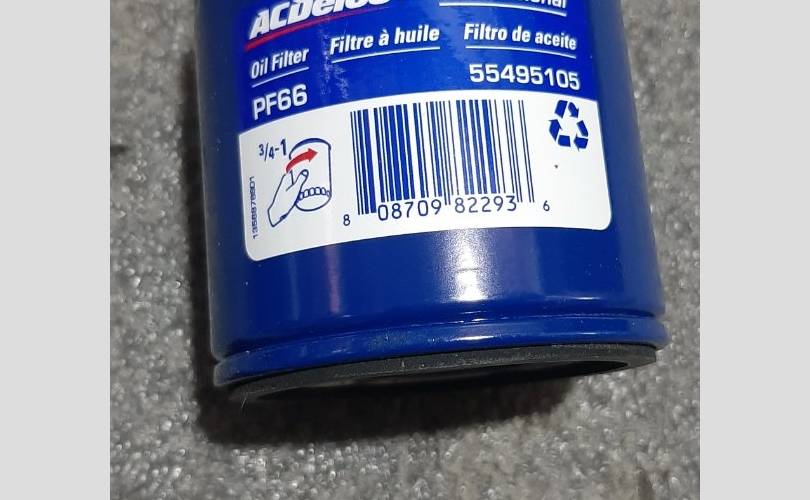 ACDelco
Oil Filter
Filtre à huile
Filtro de aceite
PF66
55495105
3/4-1
8 08709 82293 6